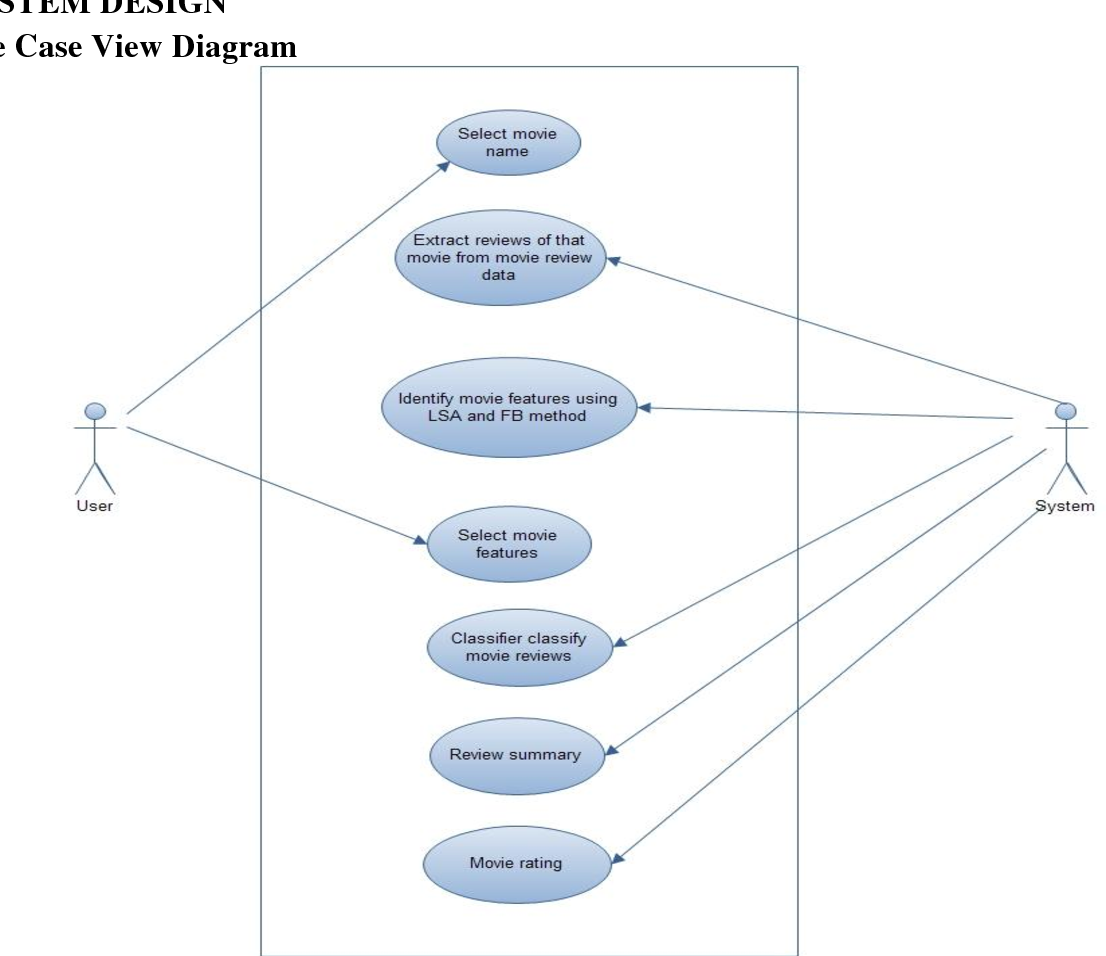 STEM DESIGN
e Case View Diagram
Select movie
name
Extract reviews of that
movie from movie review
data
Identify movie features using
LSA and FB method
User
System
Select movie
features
Classifier classify
movie reviews
Review summary
Movie rating